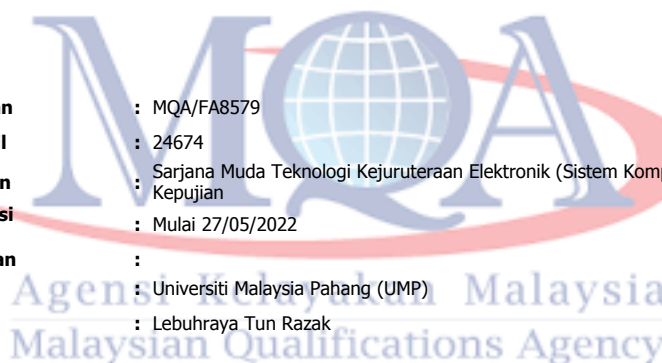 MQA
an : MQA/FA8579
l : 24674
n : Sarjana Muda Teknologi Kejuruteraan Elektronik (Sistem Komp
Kepujian
si : Mulai 27/05/2022
an :
: Universiti Malaysia Pahang (UMP)
: Lebuhraya Tun Razak
Agensi Kelayakan Malaysia
Malaysian Qualifications Agency